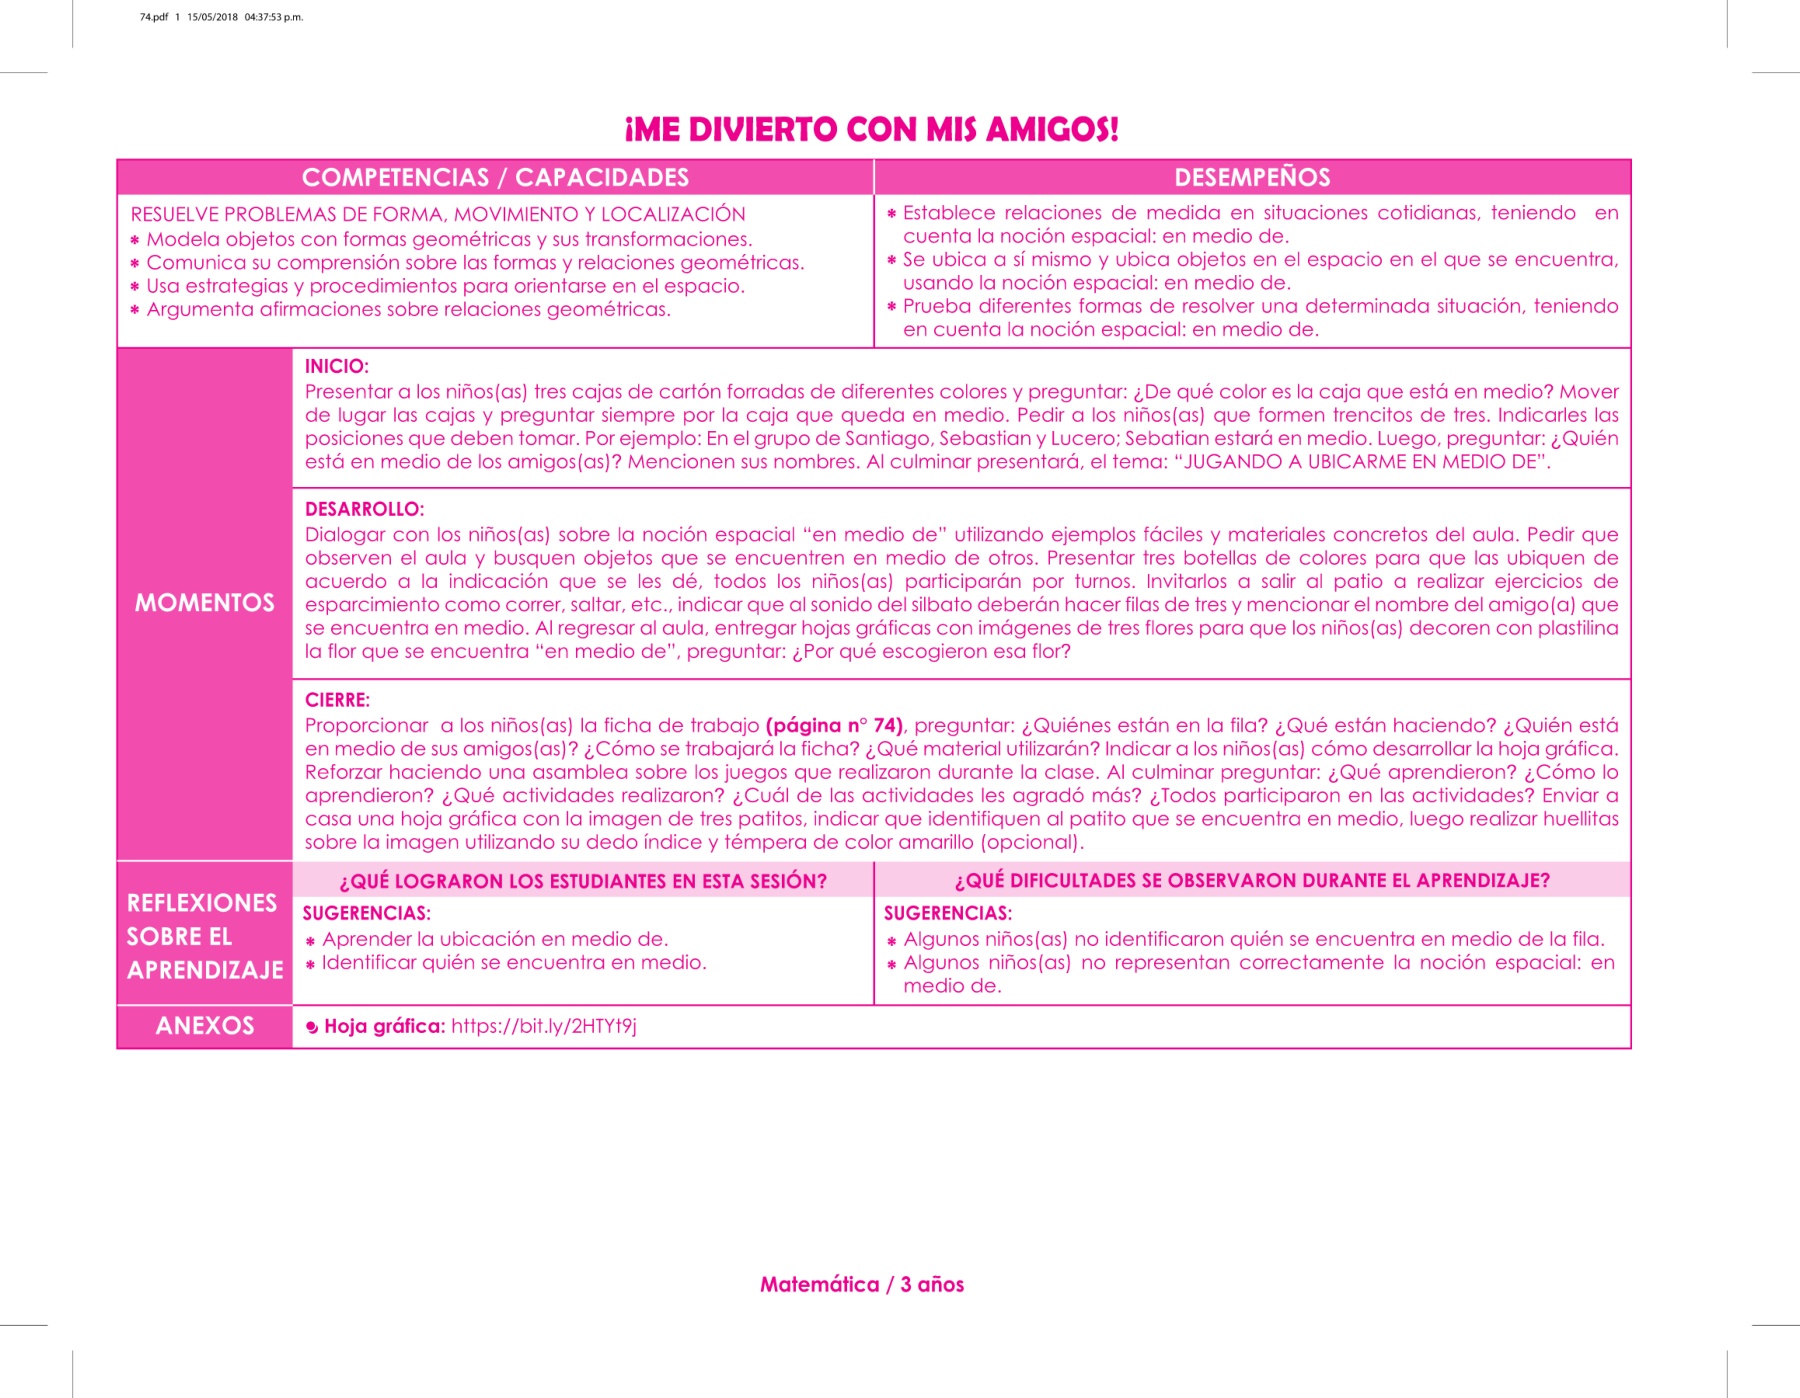 74.pdf 1 15/05/2018 04:37:53 p.m.
¡ME DIVIERTO CON MIS AMIGOS!
COMPETENCIAS / CAPACIDADES
DESEMPEÑOS
RESUELVE PROBLEMAS DE FORMA, MOVIMIENTO Y LOCALIZACIÓN
* Modela objetos con formas geométricas y sus transformaciones.
* Comunica su comprensión sobre las formas y relaciones geométricas.
* Usa estrategias y procedimientos para orientarse en el espacio.
* Argumenta afirmaciones sobre relaciones geométricas.
* Establece relaciones de medida en situaciones cotidianas, teniendo en
cuenta la noción espacial: en medio de.
* Se ubica a sí mismo y ubica objetos en el espacio en el que se encuentra,
usando la noción espacial: en medio de.
* Prueba diferentes formas de resolver una determinada situación, teniendo
en cuenta la noción espacial: en medio de.
MOMENTOS
INICIO:
Presentar a los niños(as) tres cajas de cartón forradas de diferentes colores y preguntar: ¿De qué color es la caja que está en medio? Mover
de lugar las cajas y preguntar siempre por la caja que queda en medio. Pedir a los niños(as) que formen trencitos de tres. Indicarles las
posiciones que deben tomar. Por ejemplo: En el grupo de Santiago, Sebastian y Lucero; Sebatian estará en medio. Luego, preguntar: ¿Quién
está en medio de los amigos(as)? Mencionen sus nombres. Al culminar presentará, el tema: “JUGANDO A UBICARME EN MEDIO DE”.
DESARROLLO:
Dialogar con los niños(as) sobre la noción espacial “en medio de” utilizando ejemplos fáciles y materiales concretos del aula. Pedir que
observen el aula y busquen objetos que se encuentren en medio de otros. Presentar tres botellas de colores para que las ubiquen de
acuerdo a la indicación que se les dé, todos los niños(as) participarán por turnos. Invitarlos a salir al patio a realizar ejercicios de
esparcimiento como correr, saltar, etc., indicar que al sonido del silbato deberán hacer filas de tres y mencionar el nombre del amigo(a) que
se encuentra en medio. Al regresar al aula, entregar hojas gráficas con imágenes de tres flores para que los niños(as) decoren con plastilina
la flor que se encuentra “en medio de”, preguntar: ¿Por qué escogieron esa flor?
CIERRE:
Proporcionar a los niños(as) la ficha de trabajo (página n° 74), preguntar: ¿Quiénes están en la fila? ¿Qué están haciendo? ¿Quién está
en medio de sus amigos(as)? ¿Cómo se trabajará la ficha? ¿Qué material utilizarán? Indicar a los niños(as) cómo desarrollar la hoja gráfica.
Reforzar haciendo una asamblea sobre los juegos que realizaron durante la clase. Al culminar preguntar: ¿Qué aprendieron? ¿Cómo lo
aprendieron? ¿Qué actividades realizaron? ¿Cuál de las actividades les agradó más? ¿Todos participaron en las actividades? Enviar a
casa una hoja gráfica con la imagen de tres patitos, indicar que identifiquen al patito que se encuentra en medio, luego realizar huellitas
sobre la imagen utilizando su dedo índice y témpera de color amarillo (opcional).
REFLEXIONES
SOBRE EL
APRENDIZAJE
¿QUÉ LOGRARON LOS ESTUDIANTES EN ESTA SESIÓN?
SUGERENCIAS:
* Aprender la ubicación en medio de.
* Identificar quién se encuentra en medio.
¿QUÉ DIFICULTADES SE OBSERVARON DURANTE EL APRENDIZAJE?
SUGERENCIAS:
* Algunos niños(as) no identificaron quién se encuentra en medio de la fila.
* Algunos niños(as) no representan correctamente la noción espacial: en
medio de.
ANEXOS
Hoja gráfica: https://bit.ly/2HTYt9j
Matemática / 3 años